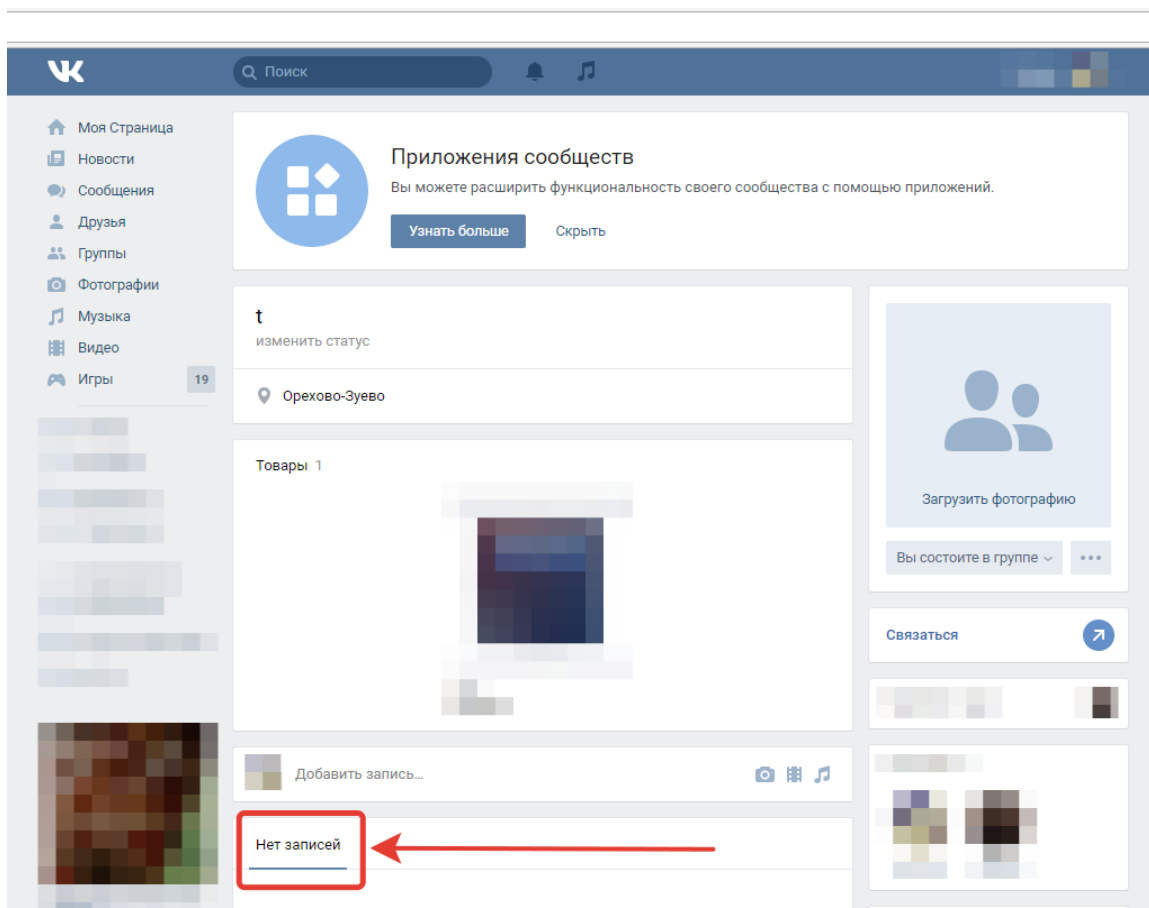 Поиск
Моя Страница
Новости
Сообщения
Друзья
Группы
Фотографии
Музыка
Видео
Игры 19
Приложения сообществ
Вы можете расширить функциональность своего сообщества с помощью приложений.
Узнать больше Скрыть
t
изменить статус
Орехово-Зуево
Товары 1
Добавить запись...
Нет записей
Загрузить фотографию
Вы состоите в группе
Связаться